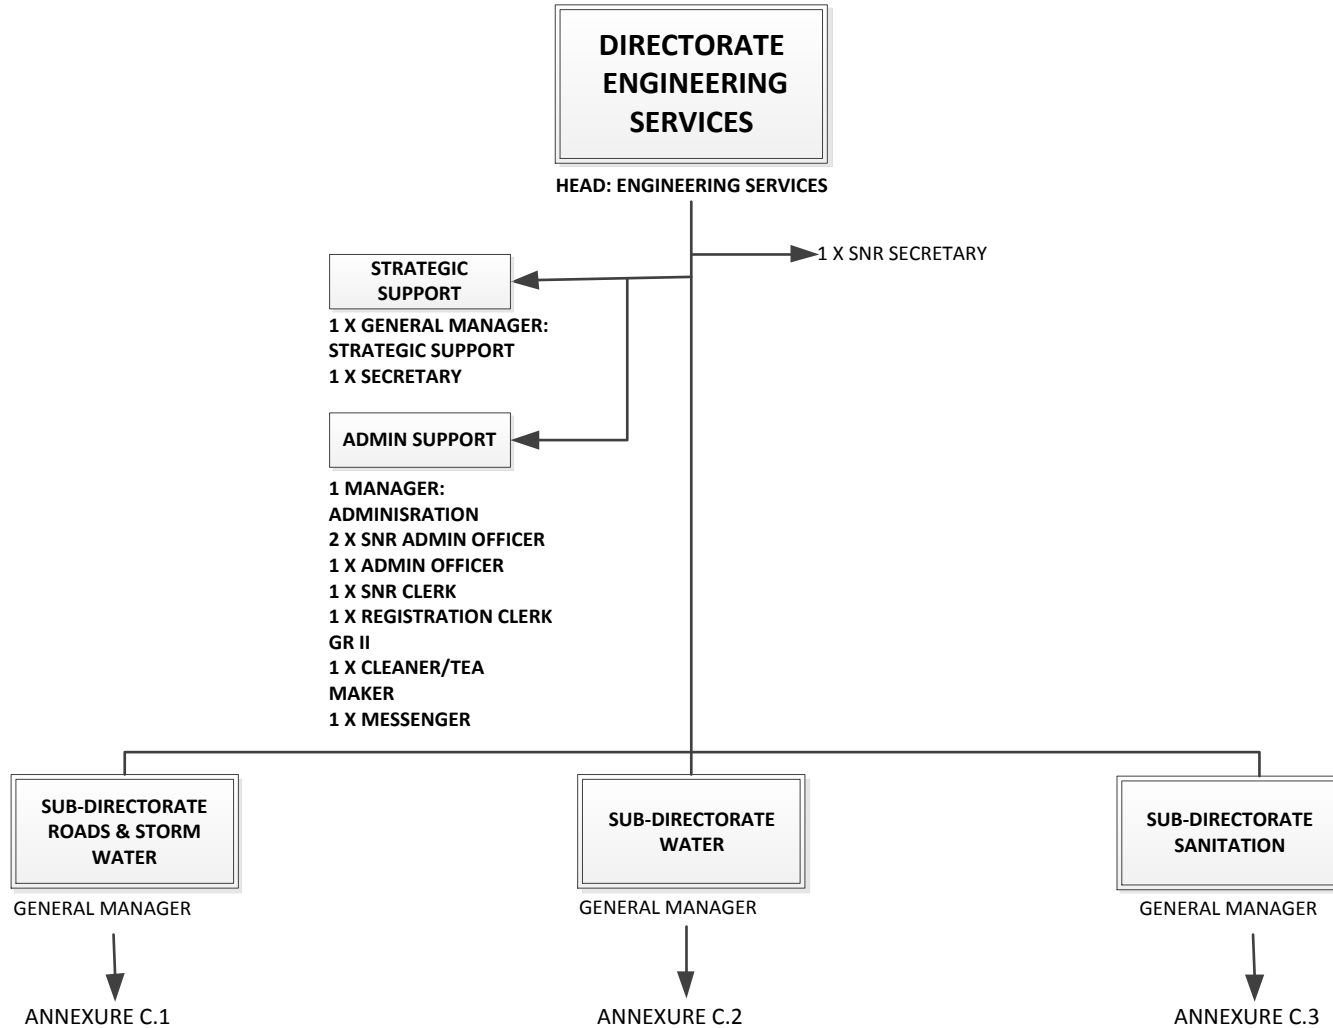 DIRECTORATE
ENGINEERING
SERVICES
HEAD: ENGINEERING SERVICES
1 X SNR SECRETARY
STRATEGIC
SUPPORT
1 X GENERAL MANAGER:
STRATEGIC SUPPORT
1 X SECRETARY
ADMIN SUPPORT
1 MANAGER:
ADMINISRATION
2 X SNR ADMIN OFFICER
1 X ADMIN OFFICER
1 X SNR CLERK
1 X REGISTRATION CLERK
GR II
1 X CLEANER/TEA
MAKER
1 X MESSENGER
SUB-DIRECTORATE
ROADS & STORM
WATER
GENERAL MANAGER
ANNEXURE C.1
SUB-DIRECTORATE
WATER
GENERAL MANAGER
ANNEXURE C.2
SUB-DIRECTORATE
SANITATION
GENERAL MANAGER
ANNEXURE C.3